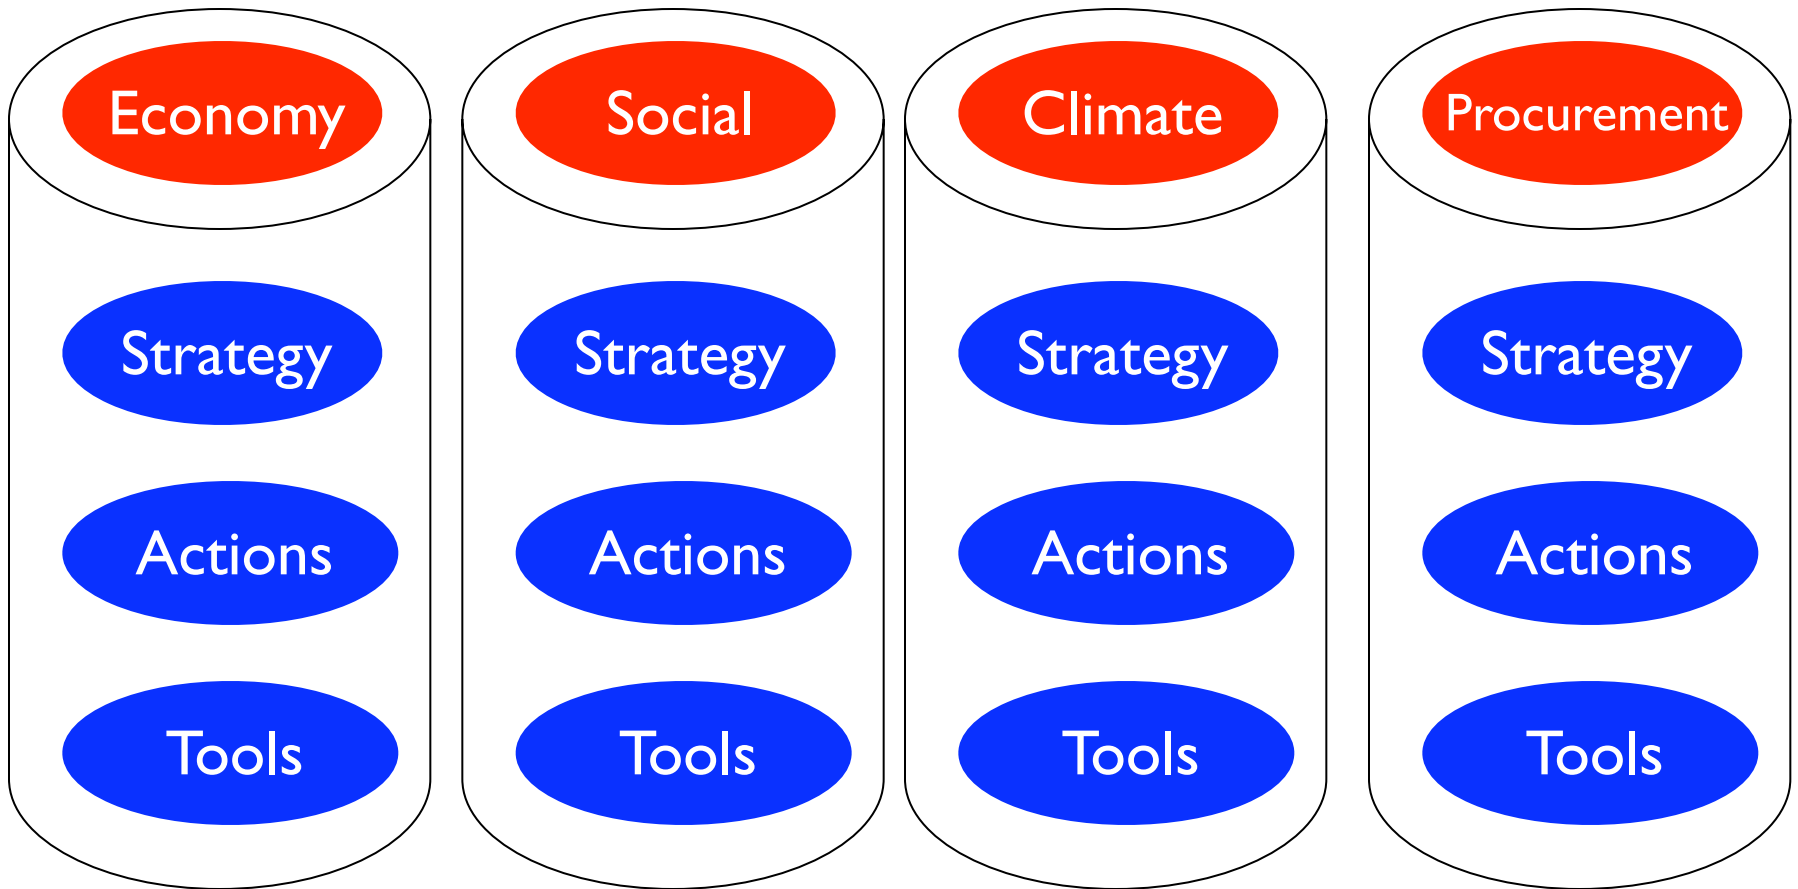 Economy
Social
Climate
Procurement
Strategy
Strategy
Strategy
Strategy
Actions
Actions
Actions
Actions
Tools
Tools
Tools
Tools